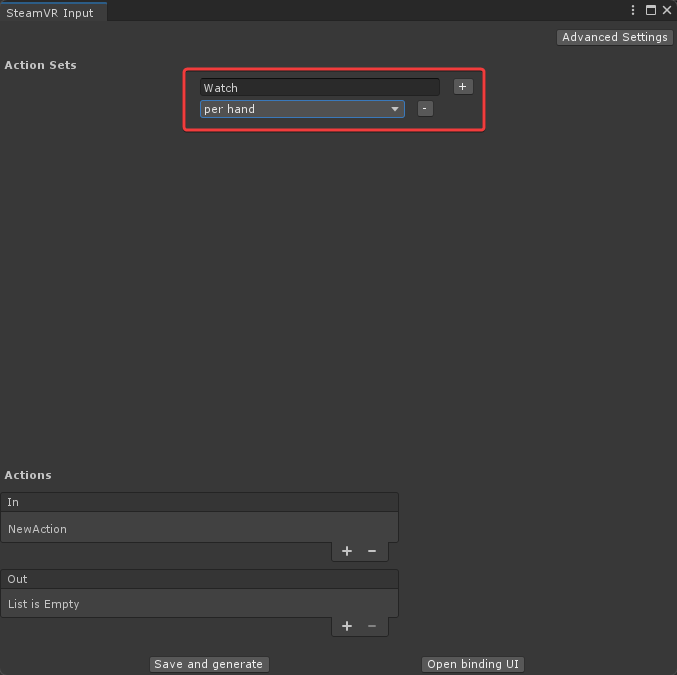 SteamVR Input
Advanced Settings
Action Sets
Watch
+
per hand
-
Actions
In
NewAction
+ −
Out
List is Empty
+ −
Save and generate
Open binding UI